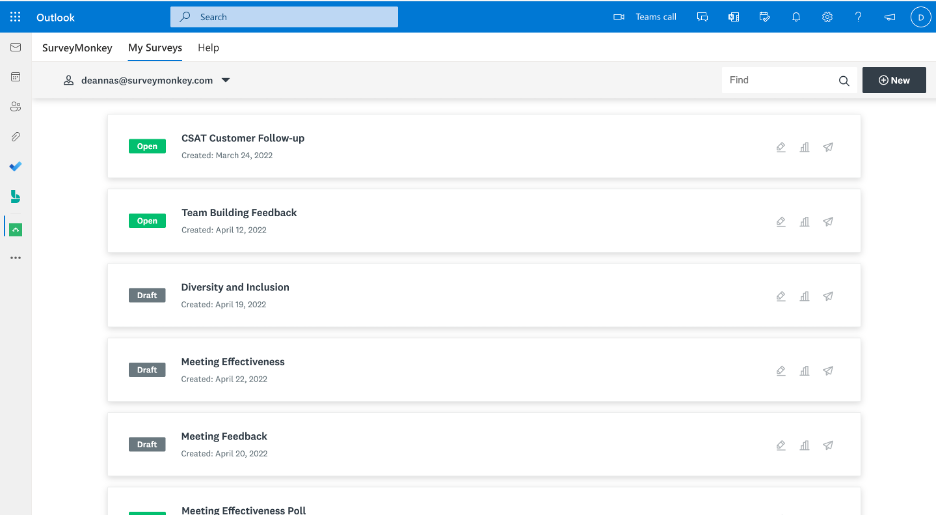 Outlook
Search
Teams call
D
SurveyMonkey My Surveys Help
deannas@surveymonkey.com
Find
New
Open
CSAT Customer Follow-up
Created: March 24, 2022
Open
Team Building Feedback
Created: April 12, 2022
Draft
Diversity and Inclusion
Created: April 19, 2022
Draft
Meeting Effectiveness
Created: April 22, 2022
Draft
Meeting Feedback
Created: April 20, 2022
Meeting Effectiveness Poll